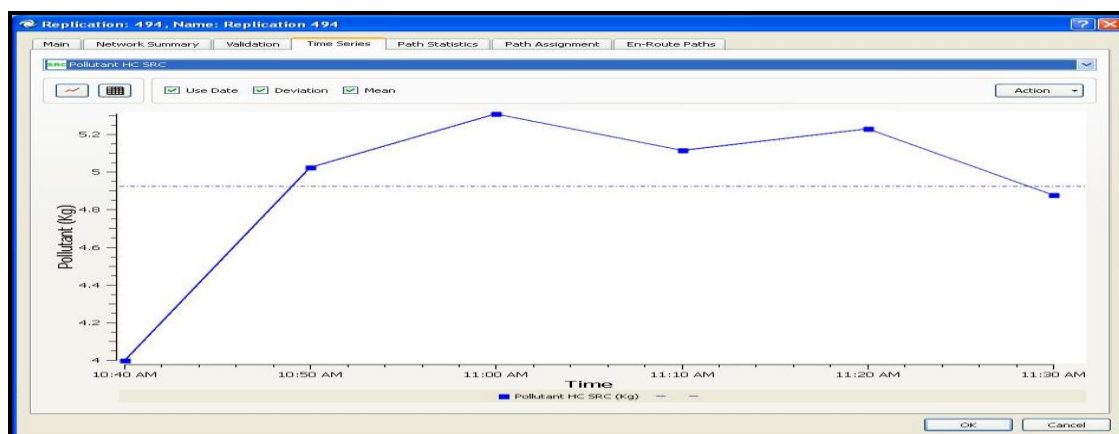 Replication: 494, Name: Replication 494
Main Network Summary Validation Time Series Path Statistics Path Assignment En-Route Paths
SRC Pollutant HC SRC
Use Date Deviation Mean Action
5.2
5
4.8
4.6
4.4
4.2
4
Pollutant (Kg)
10:40 AM 10:50 AM 11:00 AM 11:10 AM 11:20 AM 11:30 AM
Time
Pollutant HC SRC (Kg)
OK Cancel